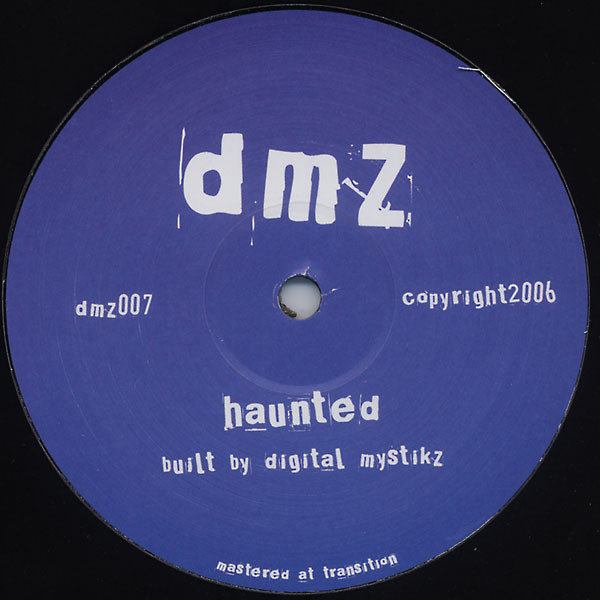 dmz
dmz007
copyright2006
haunted
built by digital mystikz
mastered at transition